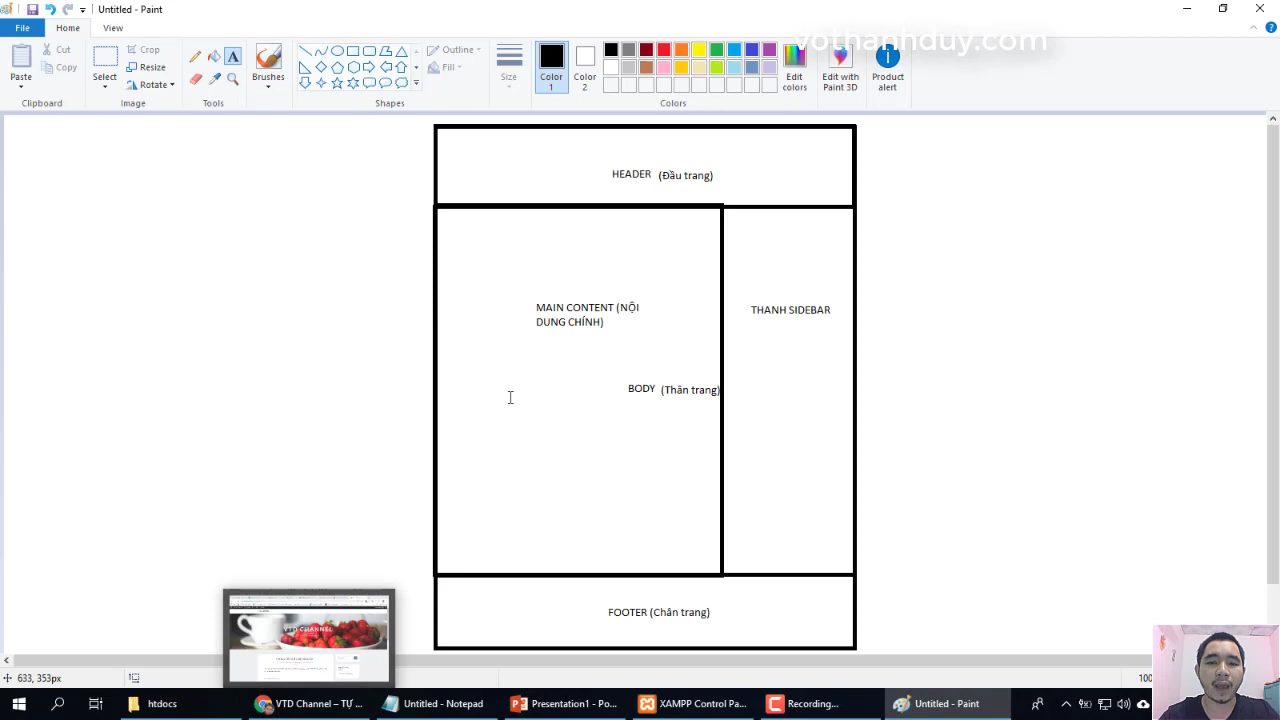 Untitled - Paint
vothanhduy.com
File
Home
View
Paste
Cut
Copy
Clipboard
Select
Crop
Resize
Rotate
Image
Tools
Brushes
Shapes
Outline
Fill
Size
Color 1
Color 2
Colors
Edit colors
Edit with Paint 3D
Product alert
HEADER (Đầu trang)
MAIN CONTENT (NỘI
DUNG CHÍNH)
THANH SIDEBAR
BODY (Thân trang)
FOOTER (Chân trang)
VTD CHANNEL
633, 353px
100
htdocs
VTD Channel – TỰ ...
Untitled - Notepad
Presentation1 - Po...
XAMPP Control Pa...
Recording...
Untitled - Paint